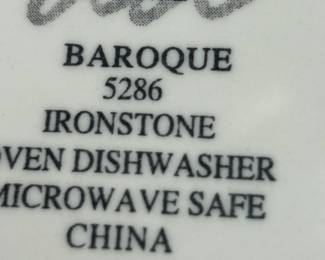 BAROQUE
5286
IRONSTONE
OVEN DISHWASHER
MICROWAVE SAFE
CHINA